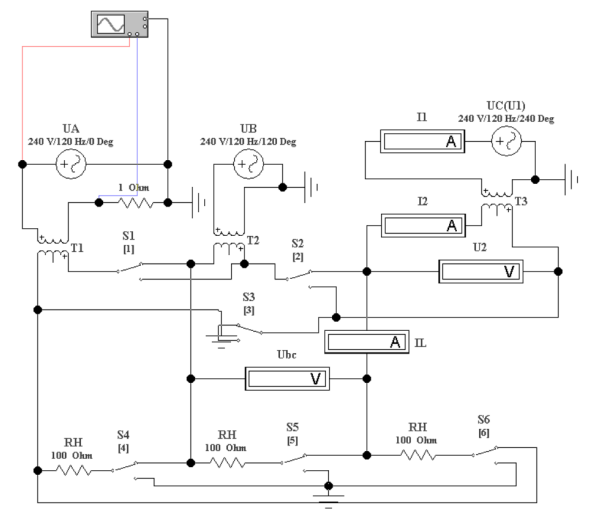 UA
240 V/120 Hz/0 Deg
UB
240 V/120 Hz/120 Deg
I1
A
UC(U1)
240 V/120 Hz/240 Deg
1 Ohm
T1
S1
[1]
T2
S2
[2]
I2
A
T3
U2
V
S3
[3]
A
IL
Ubc
V
RH
100 Ohm
S4
[4]
RH
100 Ohm
S5
[5]
RH
100 Ohm
S6
[6]